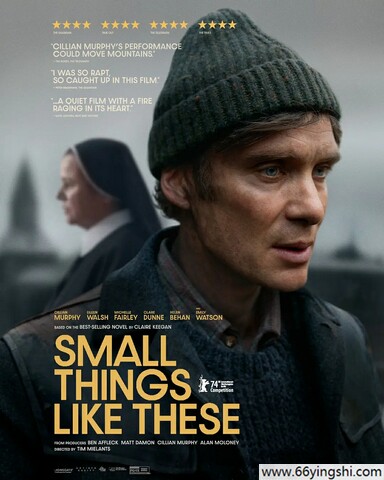 "CILLIAN MURPHY'S PERFORMANCE
COULD MOVE MOUNTAINS."
"I WAS SO RAPT,
SO CAUGHT UP IN THIS FILM."
"...A QUIET FILM WITH A FIRE
RAGING IN ITS HEART."
CILLIAN MURPHY EILEEN WALSH MICHELLE FAIRLEY CLARE DUNNE HELEN BEHAN AND EMILY WATSON
BASED ON THE BEST-SELLING NOVEL BY CLAIRE KEEGAN
SMALL
THINGS
LIKE THESE
74
Competition
FROM PRODUCERS BEN AFFLECK MATT DAMON CILLIAN MURPHY ALAN MOLONEY
DIRECTED BY TIM MIELANTS
www.66yingshi.com